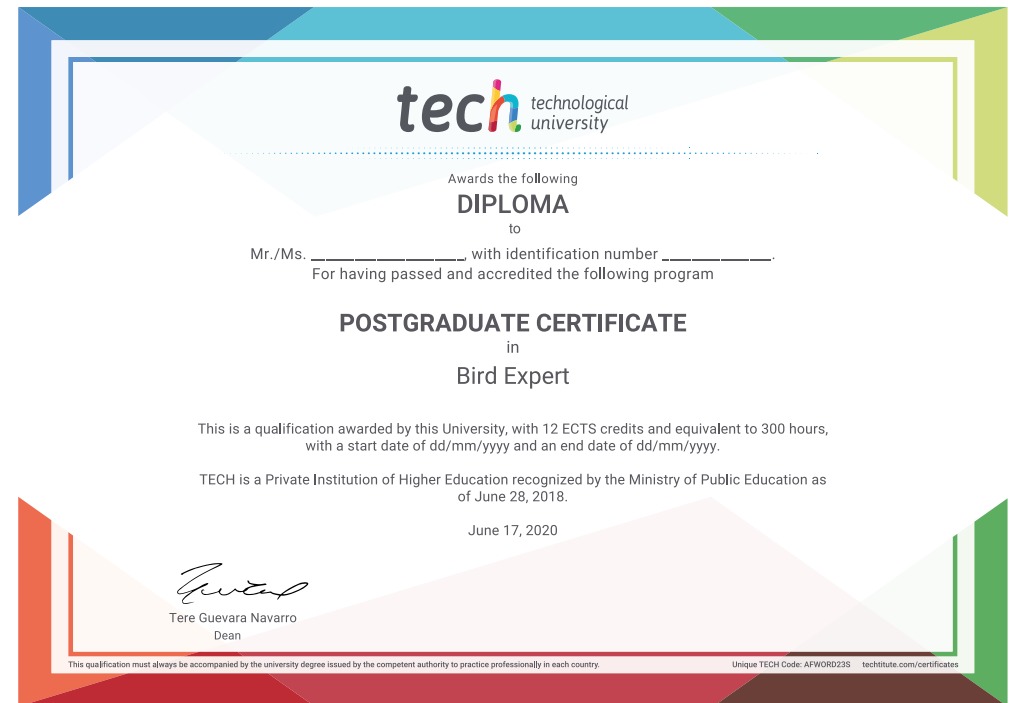 tech technological
university
Awards the following
DIPLOMA
to
Mr./Ms. ____________________, with identification number ______________.
For having passed and accredited the following program
POSTGRADUATE CERTIFICATE
in
Bird Expert
This is a qualification awarded by this University, with 12 ECTS credits and equivalent to 300 hours,
with a start date of dd/mm/yyyy and an end date of dd/mm/yyyy.
TECH is a Private Institution of Higher Education recognized by the Ministry of Public Education as
of June 28, 2018.
June 17, 2020
Tere Guevara Navarro
Dean
This qualification must always be accompanied by the university degree issued by the competent authority to practice professionally in each country.
Unique TECH Code: AFWORD23S techtitute.com/certificates